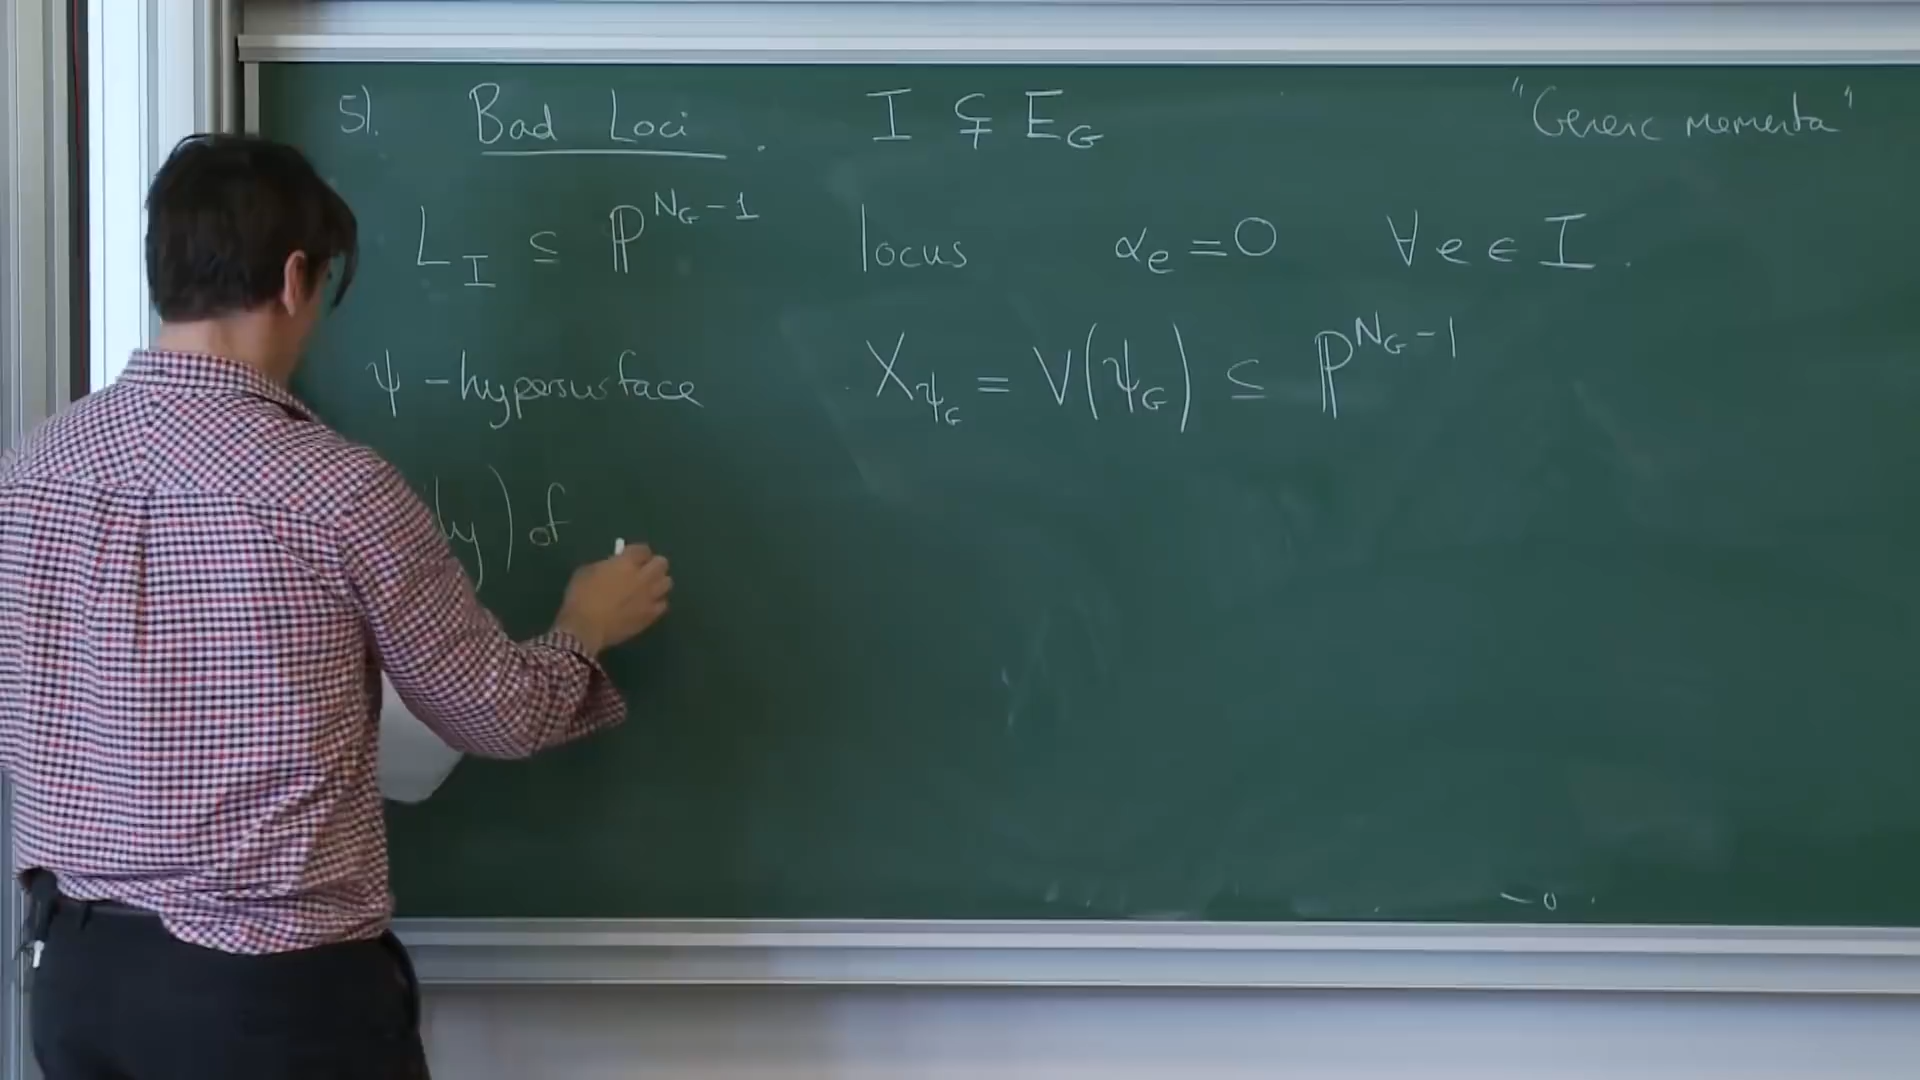 5). Bad Loci. I ⊊ E_G "Generic momenta"
L_I ⊆ ℙ^{N_G-1} locus α_e = 0 ∀ e ∈ I.
ψ-hypersurface X_{ψ_G} = V(ψ_G) ⊆ ℙ^{N_G-1}
ly) of